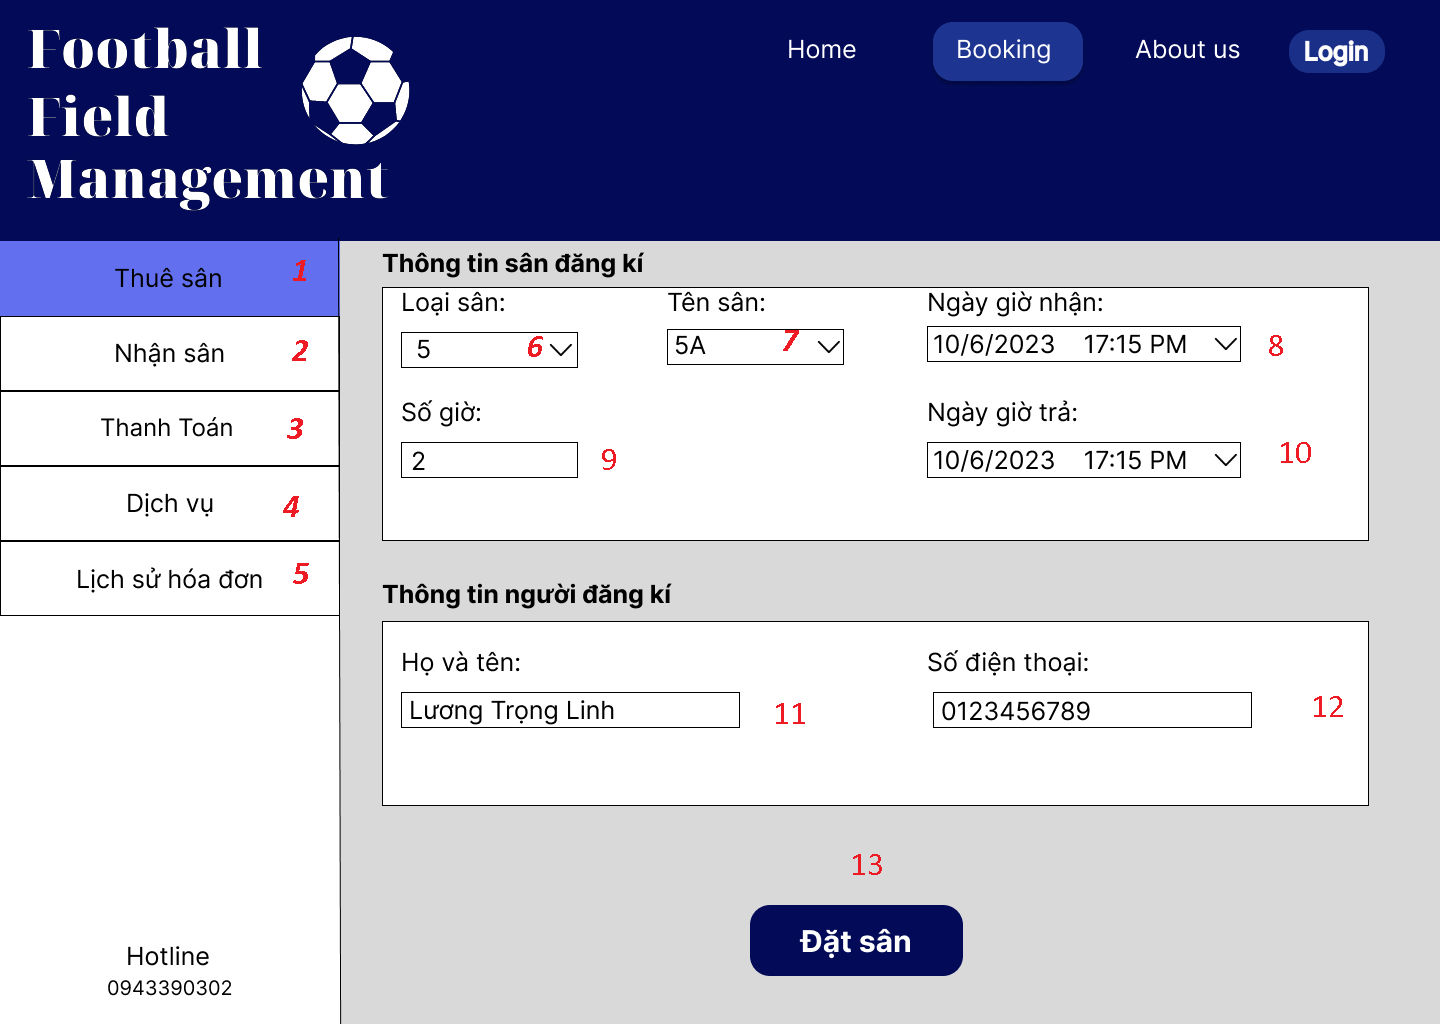 Football
Field
Management
Home
Booking
About us
Login
Thuê sân 1
Nhận sân 2
Thanh Toán 3
Dịch vụ 4
Lịch sử hóa đơn 5
Hotline
0943390302
Thông tin sân đăng kí
Loại sân: Tên sân: Ngày giờ nhận:
5 6 5A 7 10/6/2023 17:15 PM 8
Số giờ: Ngày giờ trả:
2 9 10/6/2023 17:15 PM 10
Thông tin người đăng kí
Họ và tên: Số điện thoại:
Lương Trọng Linh 11 0123456789 12
13
Đặt sân